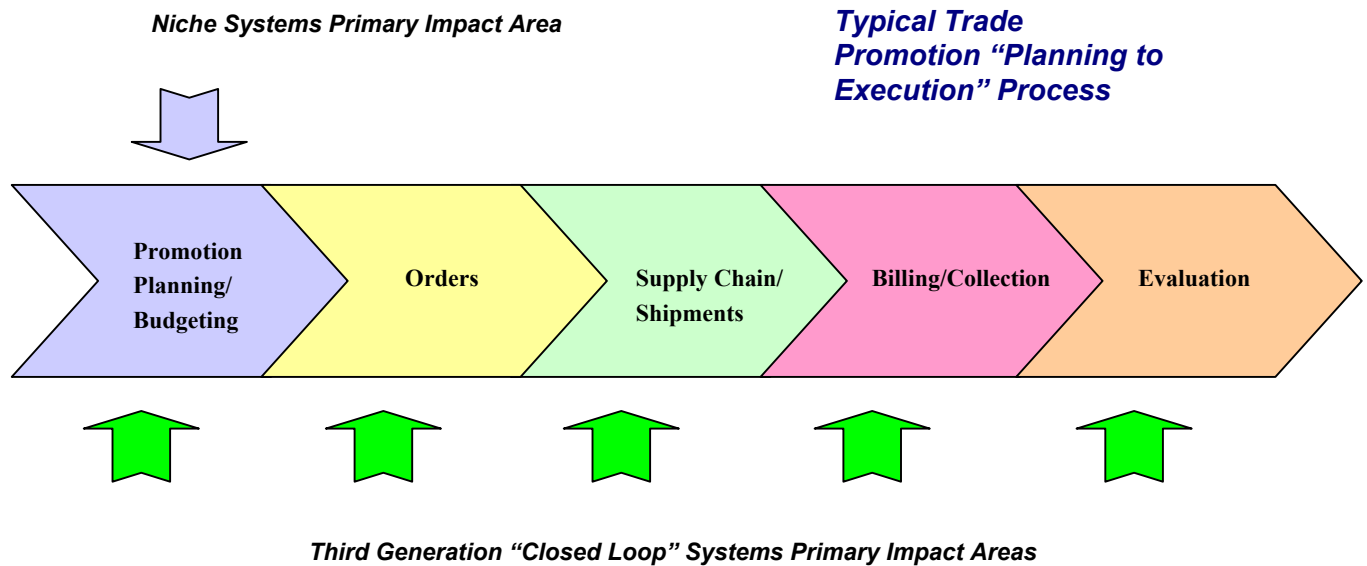 Niche Systems Primary Impact Area
Typical Trade
Promotion “Planning to
Execution” Process
Promotion
Planning/
Budgeting
Orders
Supply Chain/
Shipments
Billing/Collection
Evaluation
Third Generation “Closed Loop” Systems Primary Impact Areas